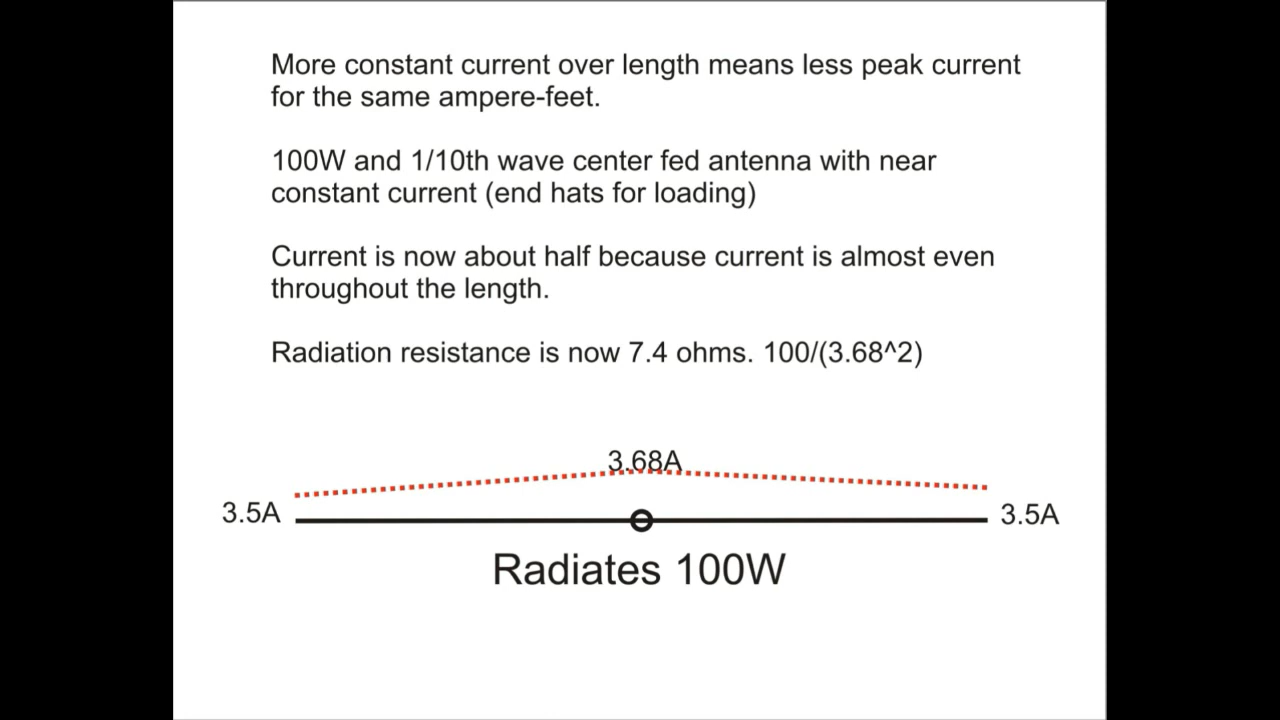 More constant current over length means less peak current
for the same ampere-feet.
100W and 1/10th wave center fed antenna with near
constant current (end hats for loading)
Current is now about half because current is almost even
throughout the length.
Radiation resistance is now 7.4 ohms. 100/(3.68^2)
3.68A
3.5A
3.5A
Radiates 100W